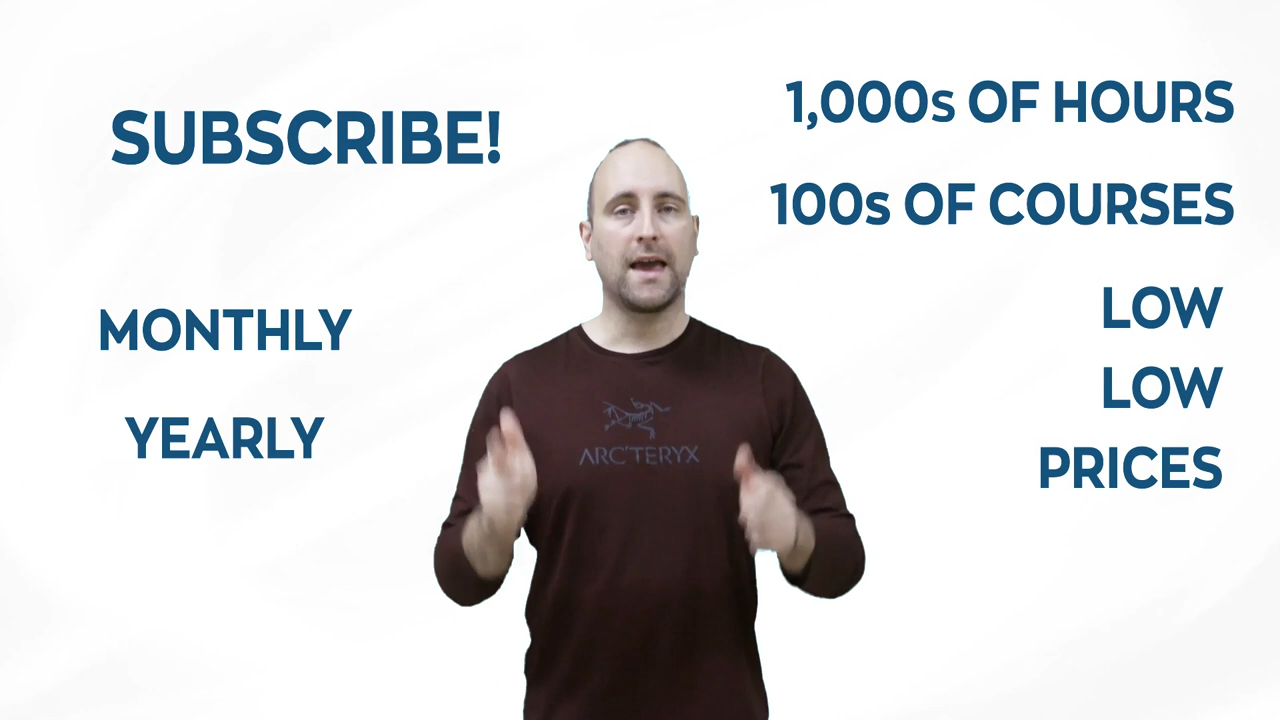 SUBSCRIBE!
MONTHLY
YEARLY
1,000s OF HOURS
100s OF COURSES
LOW
LOW
PRICES
ARC'TERYX